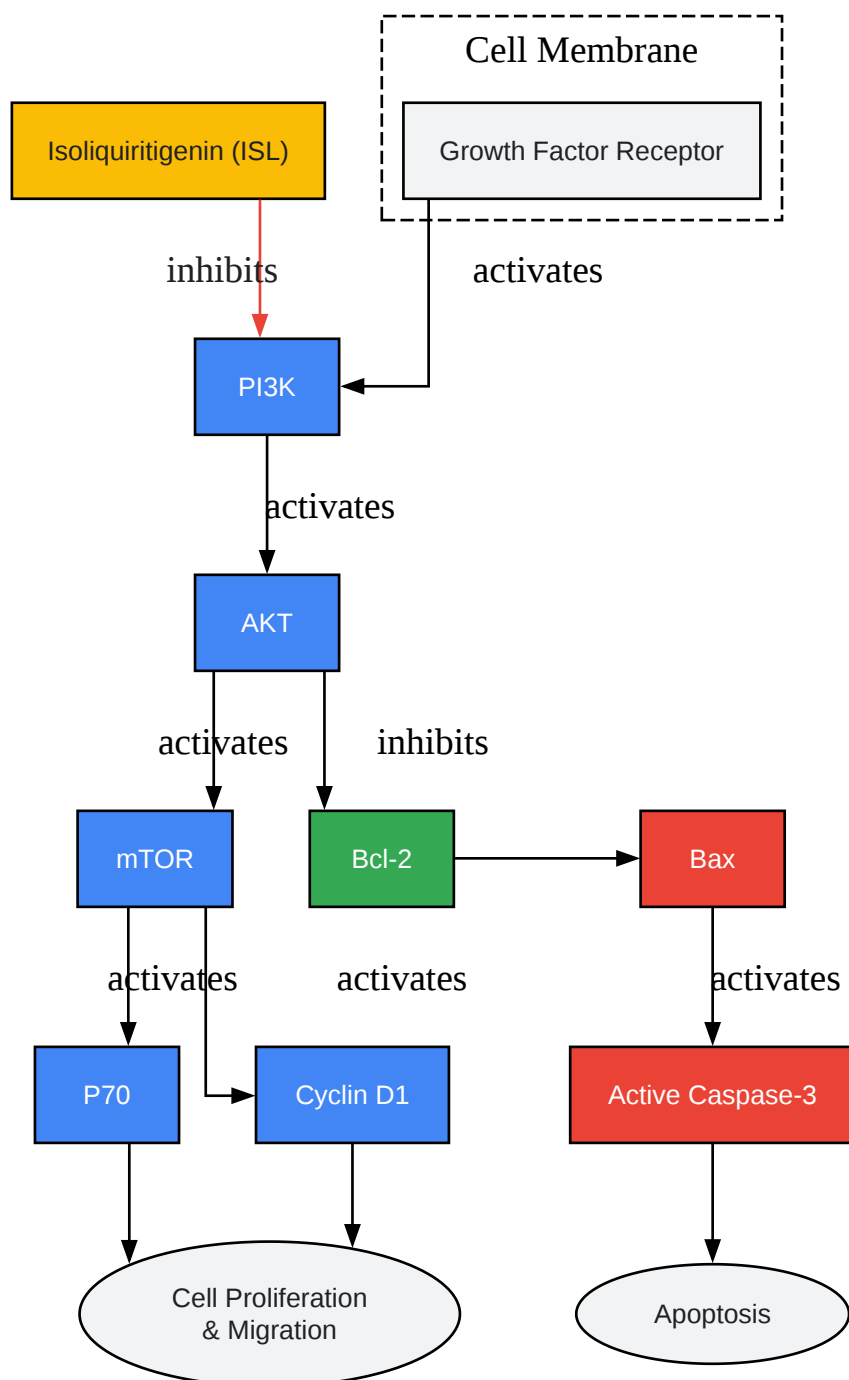 Cell Membrane
Isoliquiritigenin (ISL)
Growth Factor Receptor
inhibits
activates
PI3K
activates
AKT
activates
inhibits
mTOR
Bcl-2
Bax
activates
activates
activates
P70
Cyclin D1
Active Caspase-3
Cell Proliferation
& Migration
Apoptosis